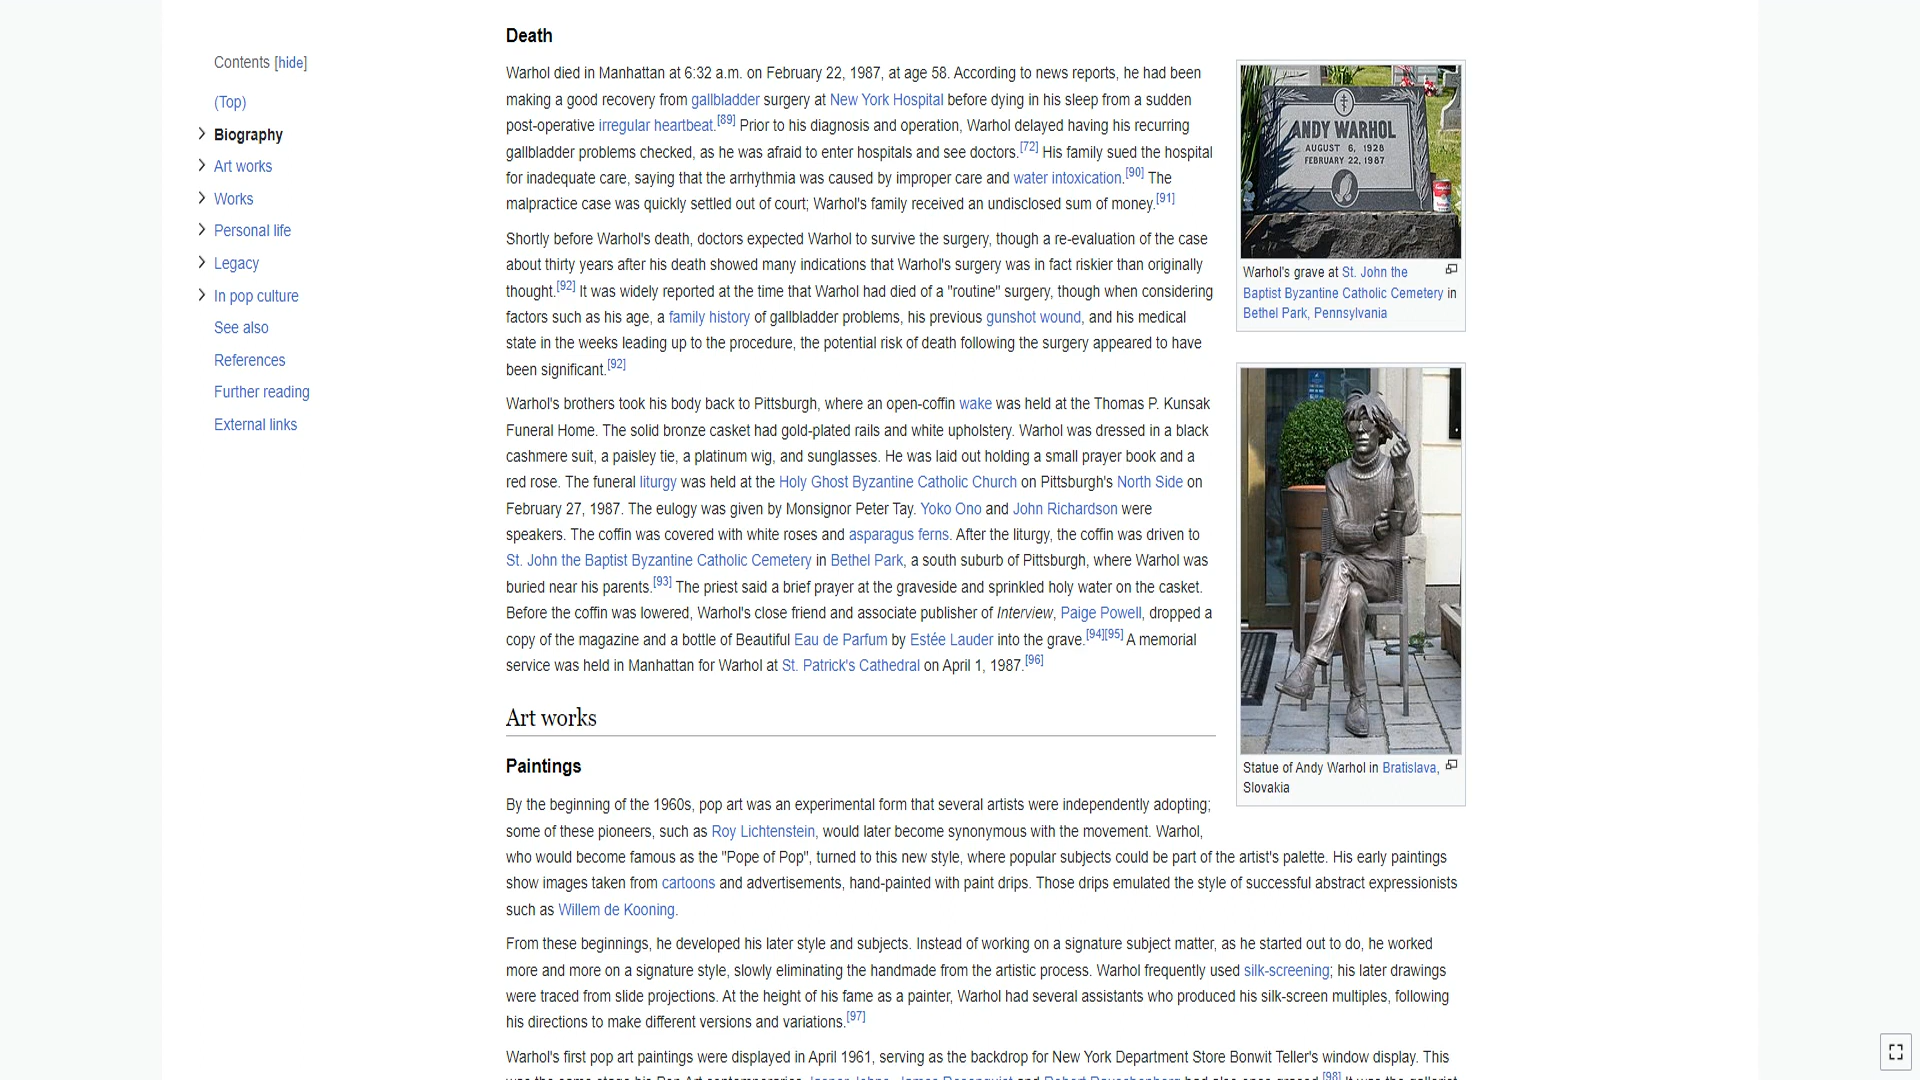 Contents [hide]
(Top)
Biography
Art works
Works
Personal life
Legacy
In pop culture
See also
References
Further reading
External links
Death
Warhol died in Manhattan at 6:32 a.m. on February 22, 1987, at age 58. According to news reports, he had been
making a good recovery from gallbladder surgery at New York Hospital before dying in his sleep from a sudden
post-operative irregular heartbeat.[89] Prior to his diagnosis and operation, Warhol delayed having his recurring
gallbladder problems checked, as he was afraid to enter hospitals and see doctors.[72] His family sued the hospital
for inadequate care, saying that the arrhythmia was caused by improper care and water intoxication.[90] The
malpractice case was quickly settled out of court; Warhol's family received an undisclosed sum of money.[91]
Shortly before Warhol's death, doctors expected Warhol to survive the surgery, though a re-evaluation of the case
about thirty years after his death showed many indications that Warhol's surgery was in fact riskier than originally
thought.[92] It was widely reported at the time that Warhol had died of a "routine" surgery, though when considering
factors such as his age, a family history of gallbladder problems, his previous gunshot wound, and his medical
state in the weeks leading up to the procedure, the potential risk of death following the surgery appeared to have
been significant.[92]
Warhol's brothers took his body back to Pittsburgh, where an open-coffin wake was held at the Thomas P. Kunsak
Funeral Home. The solid bronze casket had gold-plated rails and white upholstery. Warhol was dressed in a black
cashmere suit, a paisley tie, a platinum wig, and sunglasses. He was laid out holding a small prayer book and a
red rose. The funeral liturgy was held at the Holy Ghost Byzantine Catholic Church on Pittsburgh's North Side on
February 27, 1987. The eulogy was given by Monsignor Peter Tay. Yoko Ono and John Richardson were
speakers. The coffin was covered with white roses and asparagus ferns. After the liturgy, the coffin was driven to
St. John the Baptist Byzantine Catholic Cemetery in Bethel Park, a south suburb of Pittsburgh, where Warhol was
buried near his parents.[93] The priest said a brief prayer at the graveside and sprinkled holy water on the casket.
Before the coffin was lowered, Warhol's close friend and associate publisher of Interview, Paige Powell, dropped a
copy of the magazine and a bottle of Beautiful Eau de Parfum by Estée Lauder into the grave.[94][95] A memorial
service was held in Manhattan for Warhol at St. Patrick's Cathedral on April 1, 1987.[96]
ANDY WARHOL
AUGUST 6, 1928
FEBRUARY 22, 1987
Warhol's grave at St. John the
Baptist Byzantine Catholic Cemetery in
Bethel Park, Pennsylvania
Statue of Andy Warhol in Bratislava,
Slovakia
Art works
Paintings
By the beginning of the 1960s, pop art was an experimental form that several artists were independently adopting;
some of these pioneers, such as Roy Lichtenstein, would later become synonymous with the movement. Warhol,
who would become famous as the "Pope of Pop", turned to this new style, where popular subjects could be part of the artist's palette. His early paintings
show images taken from cartoons and advertisements, hand-painted with paint drips. Those drips emulated the style of successful abstract expressionists
such as Willem de Kooning.
From these beginnings, he developed his later style and subjects. Instead of working on a signature subject matter, as he started out to do, he worked
more and more on a signature style, slowly eliminating the handmade from the artistic process. Warhol frequently used silk-screening; his later drawings
were traced from slide projections. At the height of his fame as a painter, Warhol had several assistants who produced his silk-screen multiples, following
his directions to make different versions and variations.[97]
Warhol's first pop art paintings were displayed in April 1961, serving as the backdrop for New York Department Store Bonwit Teller's window display. This